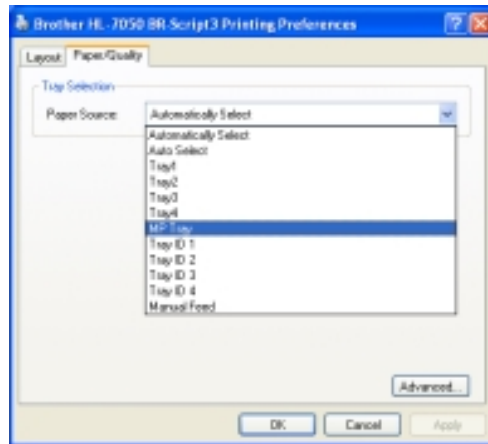 Brother HL-7050 BR-Script3 Printing Preferences
Layout Paper/Quality
Tray Selection
Paper Source: Automatically Select
Automatically Select
Auto Select
Tray1
Tray2
Tray3
Tray4
MP Tray
Tray ID 1
Tray ID 2
Tray ID 3
Tray ID 4
Manual Feed
Advanced...
OK Cancel Apply